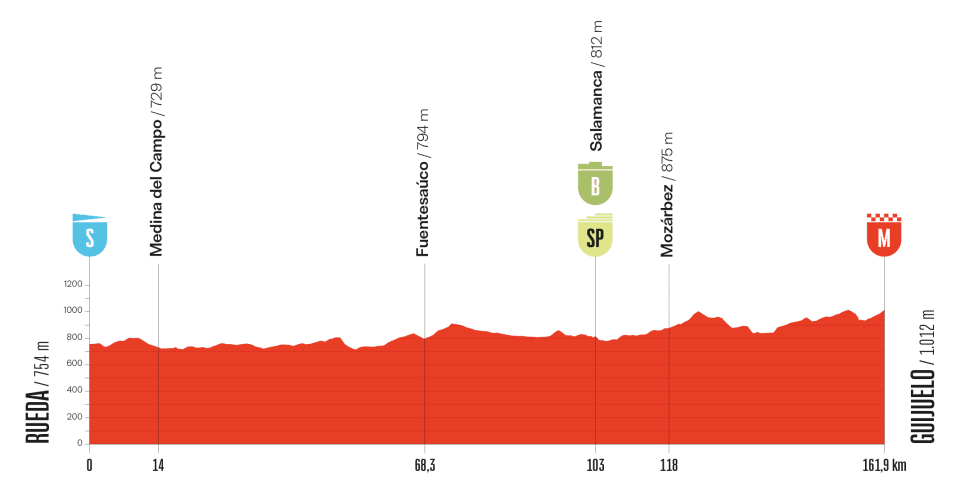 Salamanca / 812 m
Medina del Campo / 729 m
Fuentesaúco / 794 m
Mozárbez / 875 m
B
S
SP
M
1200
1000
800
600
400
200
0
RUEDA / 754 m
GUIJUELO / 1.012 m
0
14
68,3
103
118
161,9 km